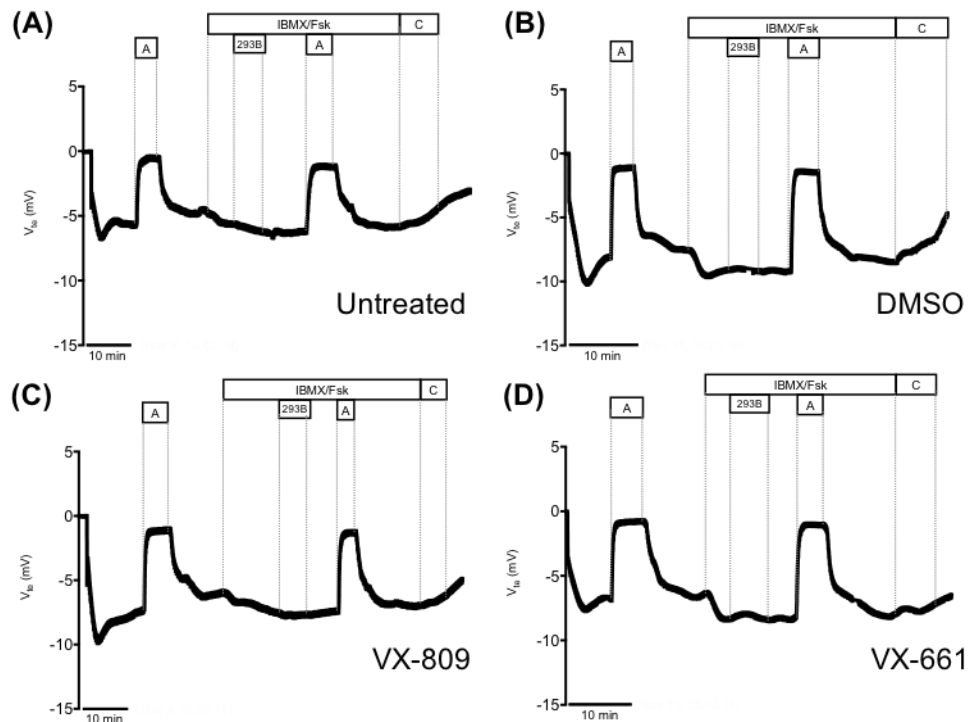 (A)
IBMX/Fsk
C
A
293B
A
5
0
-5
-10
-15
Vte (mV)
10 min
Untreated
(B)
IBMX/Fsk
C
A
293B
A
5
0
-5
-10
-15
Vte (mV)
10 min
DMSO
(C)
IBMX/Fsk
C
A
293B
A
5
0
-5
-10
-15
Vte (mV)
10 min
VX-809
(D)
IBMX/Fsk
C
A
293B
A
5
0
-5
-10
-15
Vte (mV)
10 min
VX-661